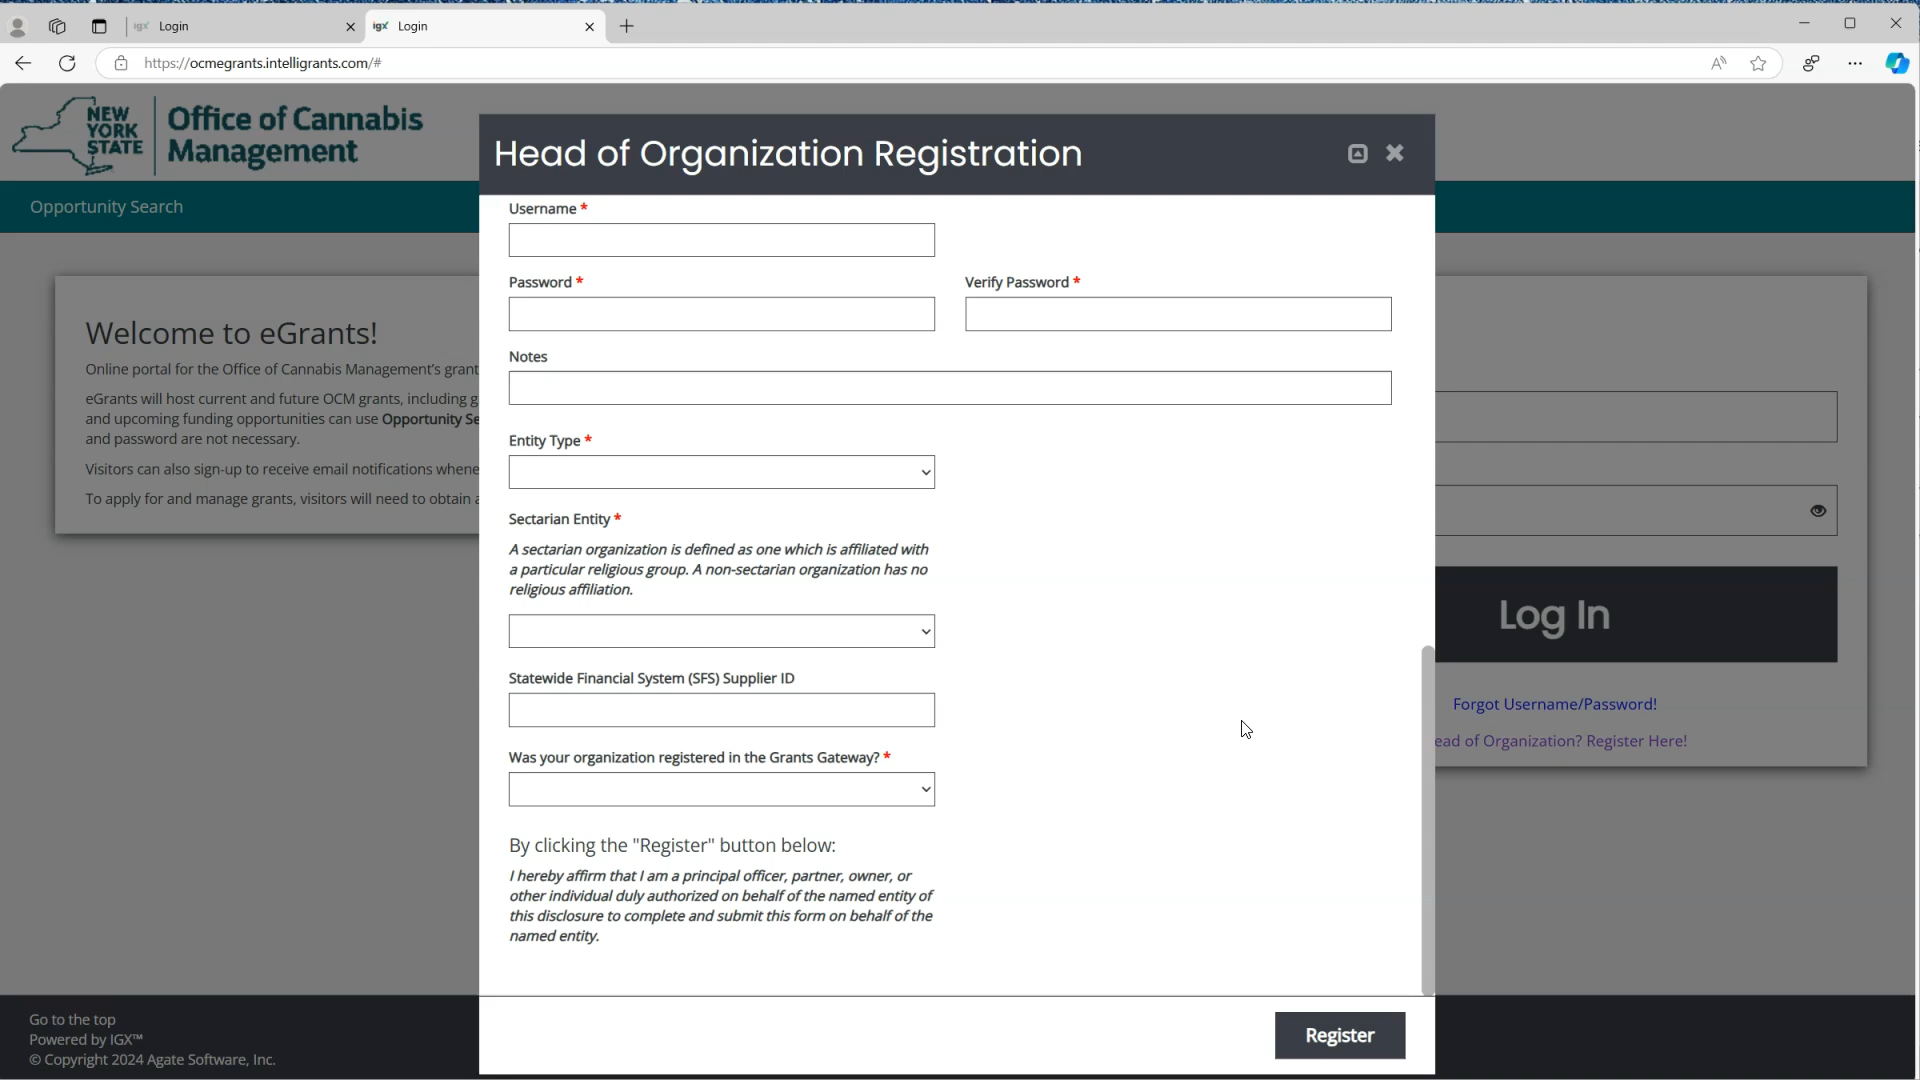 Login
Login
https://ocmegrants.intelligrants.com/#
NEW
YORK
STATE
Office of Cannabis
Management
Opportunity Search
Welcome to eGrants!
Online portal for the Office of Cannabis Management's grant
eGrants will host current and future OCM grants, including g
and upcoming funding opportunities can use Opportunity Se
and password are not necessary.
Visitors can also sign-up to receive email notifications whene
To apply for and manage grants, visitors will need to obtain a
Head of Organization Registration
Username *
Password *
Verify Password *
Notes
Entity Type *
Sectarian Entity *
A sectarian organization is defined as one which is affiliated with
a particular religious group. A non-sectarian organization has no
religious affiliation.
Statewide Financial System (SFS) Supplier ID
Was your organization registered in the Grants Gateway? *
By clicking the "Register" button below:
I hereby affirm that I am a principal officer, partner, owner, or
other individual duly authorized on behalf of the named entity of
this disclosure to complete and submit this form on behalf of the
named entity.
Register
Log In
Forgot Username/Password!
ead of Organization? Register Here!
Go to the top
Powered by IGX™
© Copyright 2024 Agate Software, Inc.